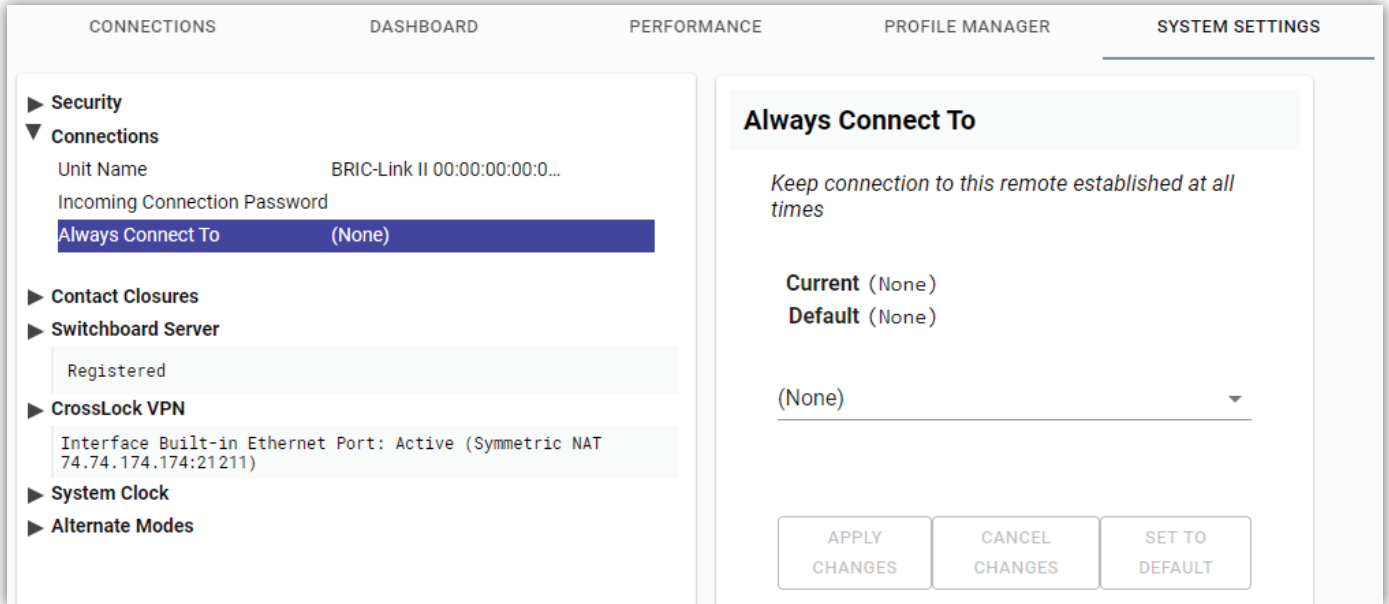 CONNECTIONS DASHBOARD PERFORMANCE PROFILE MANAGER SYSTEM SETTINGS
Security
Connections
Unit Name BRIC-Link II 00:00:00:00:0...
Incoming Connection Password
Always Connect To (None)
Contact Closures
Switchboard Server
Registered
CrossLock VPN
Interface Built-in Ethernet Port: Active (Symmetric NAT
74.74.174.174:21211)
System Clock
Alternate Modes
Always Connect To
Keep connection to this remote established at all
times
Current (None)
Default (None)
(None)
APPLY
CHANGES
CANCEL
CHANGES
SET TO
DEFAULT